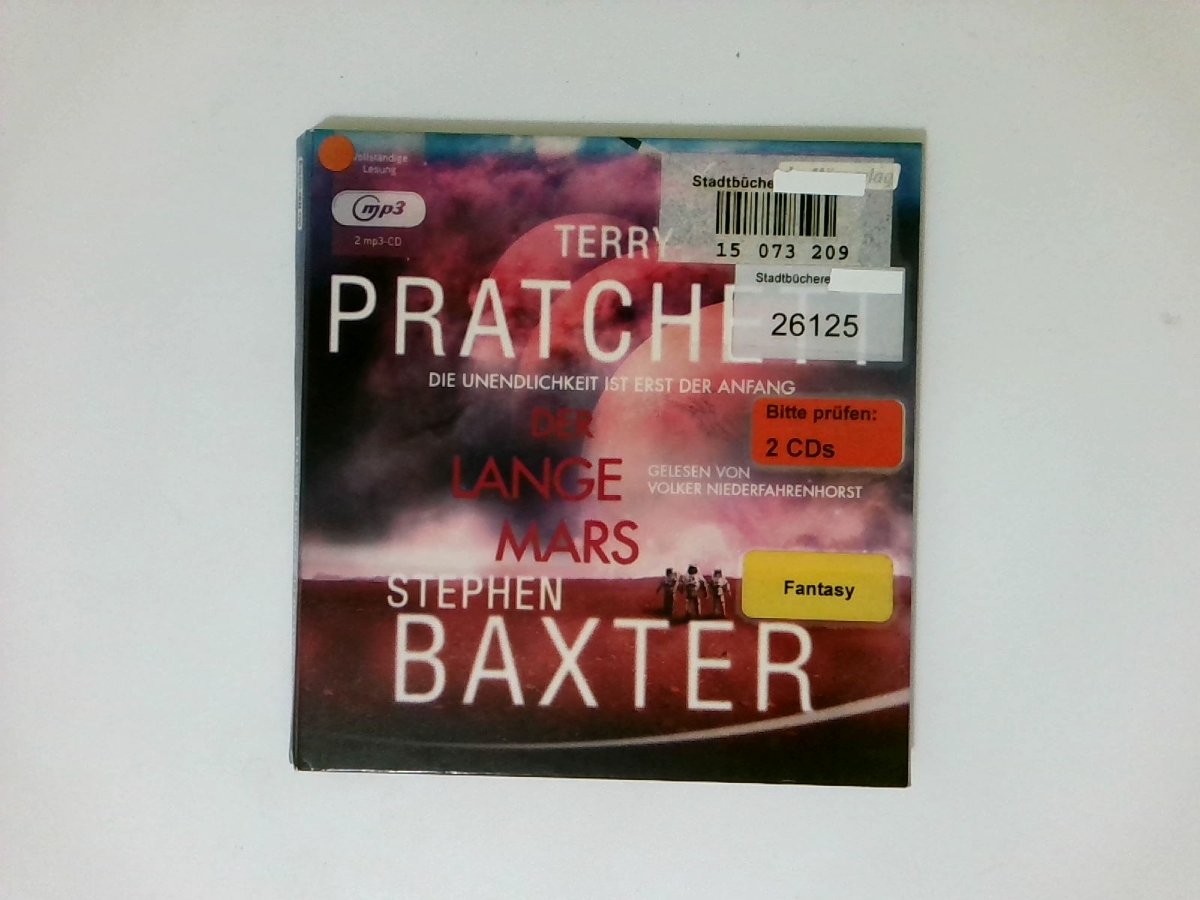 Vollständige
Lesung
mp3
2 mp3-CD
Stadtbüche
15 073 209
Stadtbüchere
26125
TERRY
PRATCHETT
DIE UNENDLICHKEIT IST ERST DER ANFANG
Bitte prüfen:
2 CDs
DER
LANGE
MARS
GELESEN VON
VOLKER NIEDERFAHRENHORST
Fantasy
STEPHEN
BAXTER